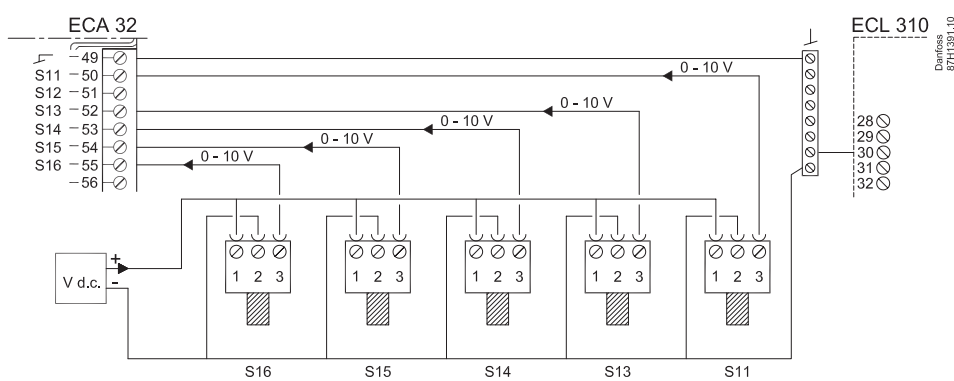 ECA 32
ECL 310
Danfoss
87H1391.10
49
S11 50
S12 51
S13 52
S14 53
S15 54
S16 55
56
0 - 10 V
0 - 10 V
0 - 10 V
0 - 10 V
0 - 10 V
28
29
30
31
32
V d.c.
+
-
1 2 3
1 2 3
1 2 3
1 2 3
1 2 3
S16 S15 S14 S13 S11